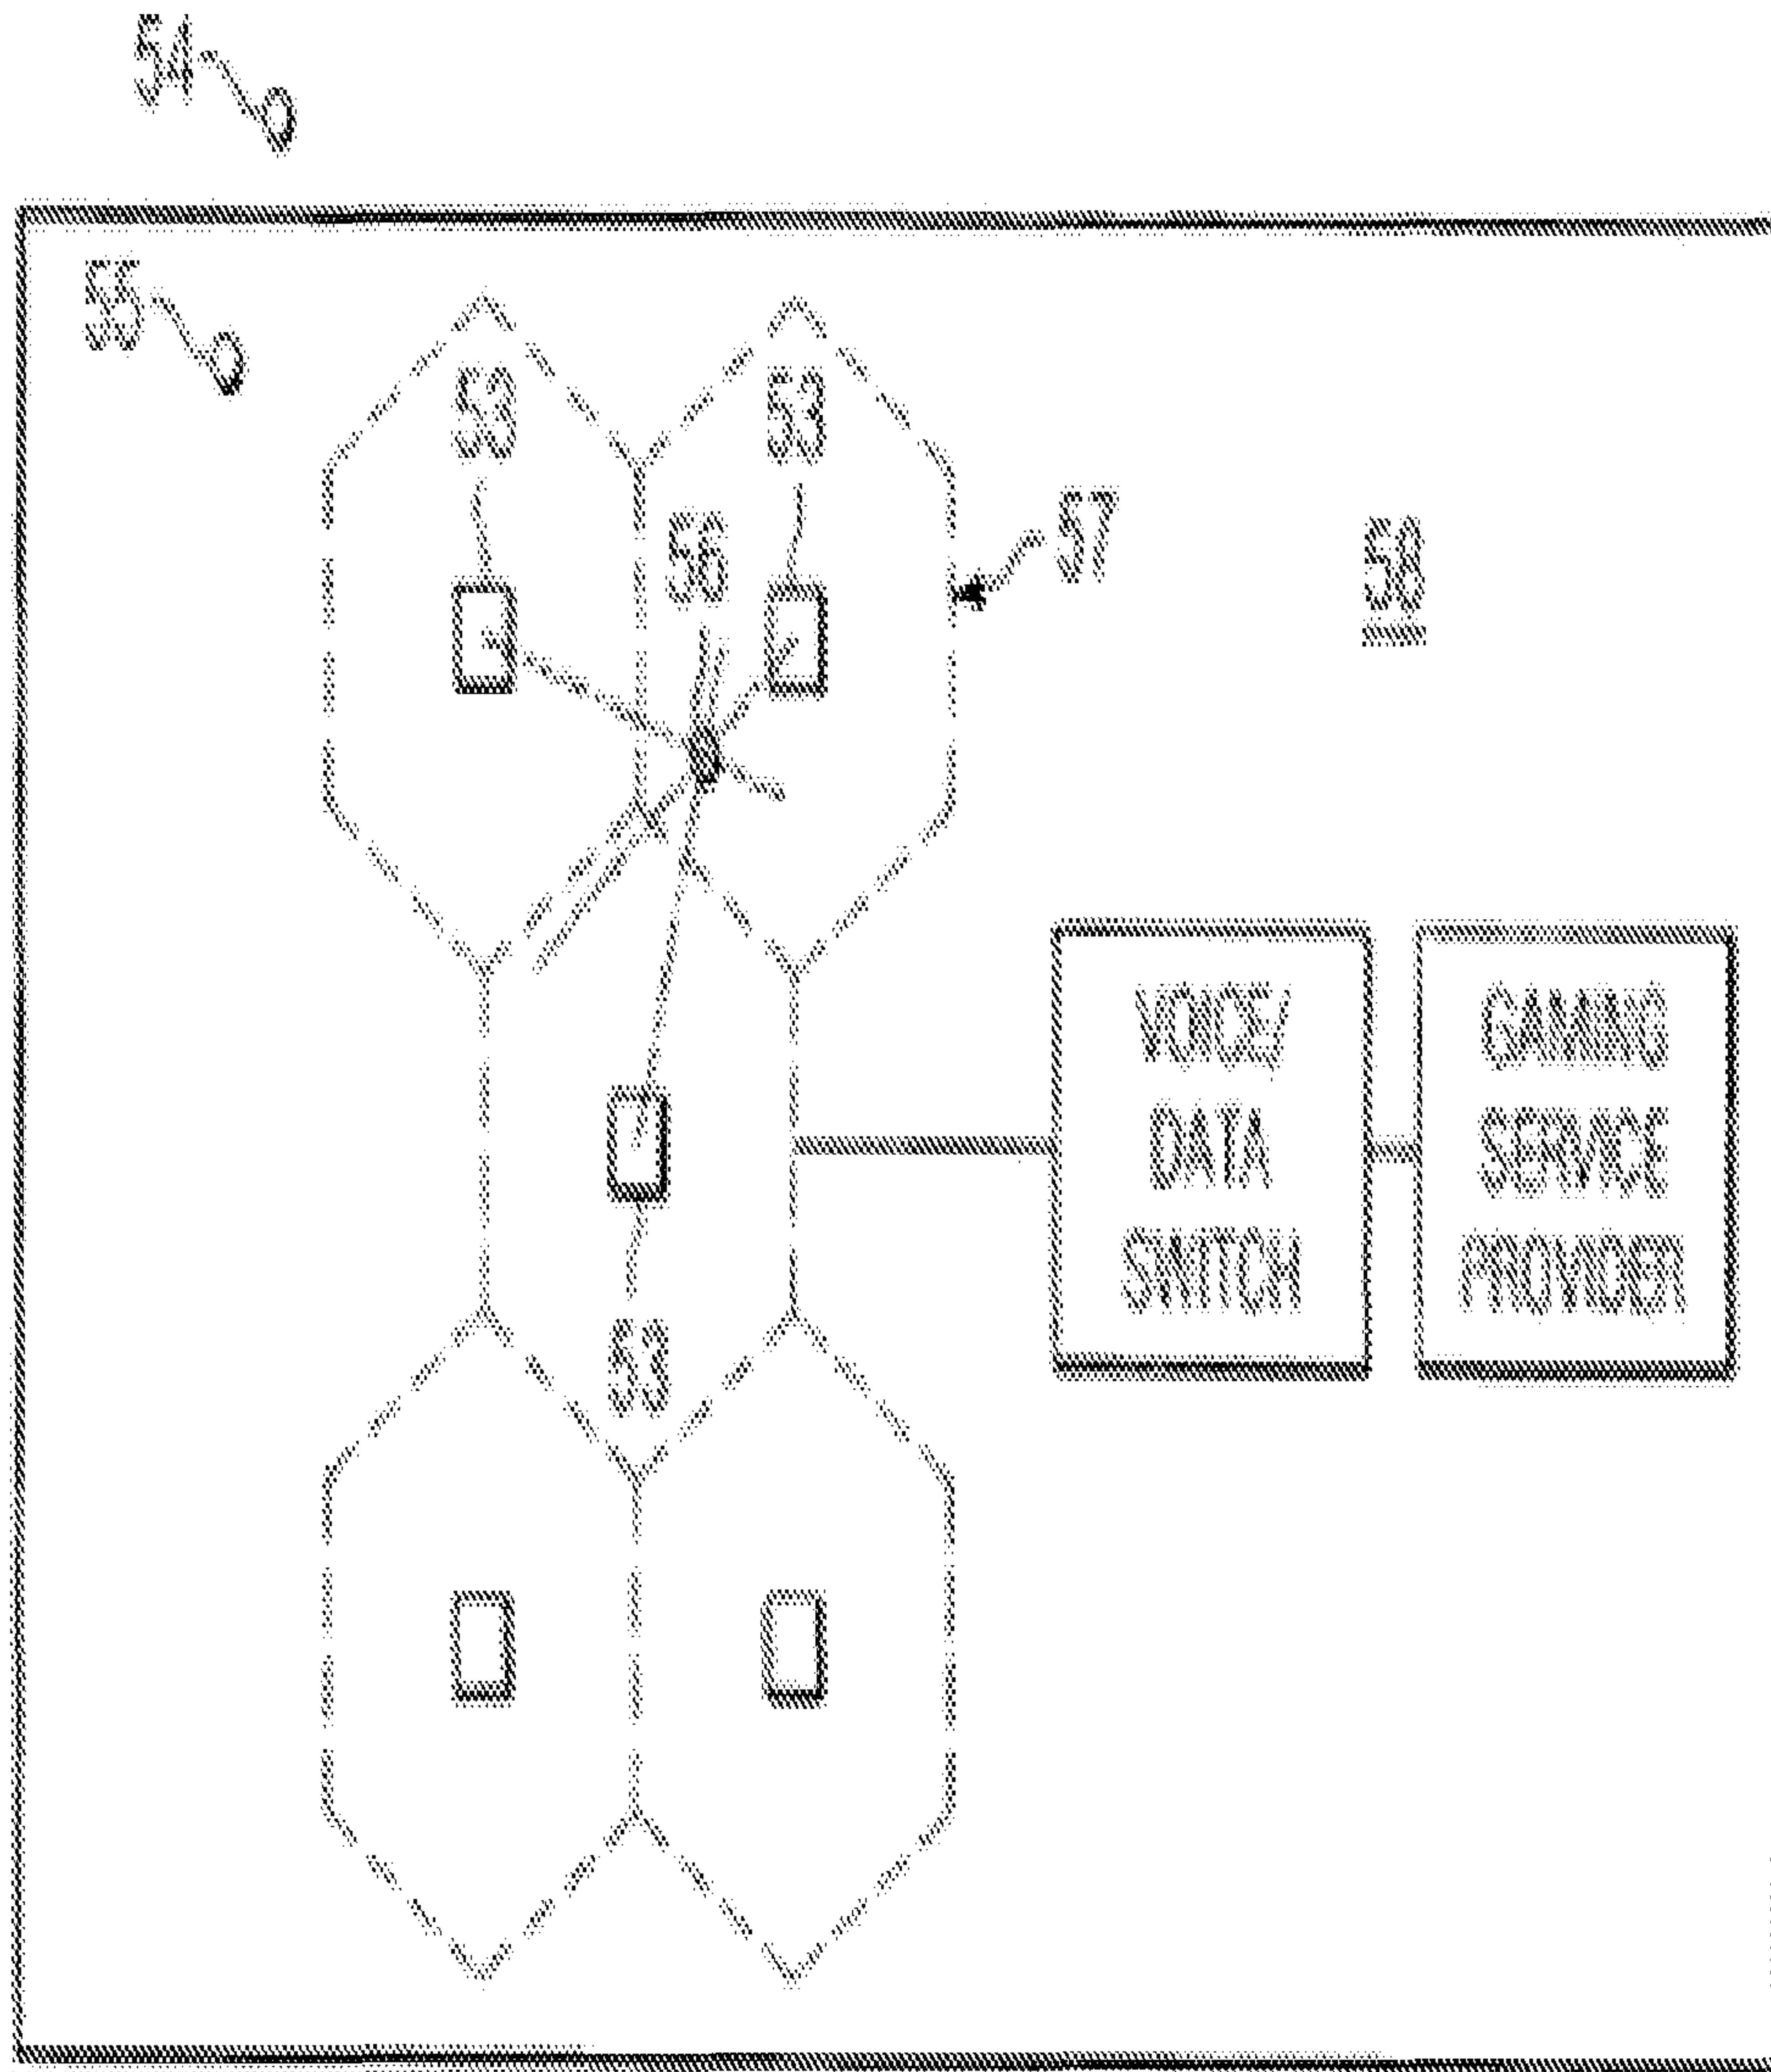 54
55
53
53
56
57
58
VOICE/
DATA
SWITCH
GAMING
SERVICE
PROVIDER
53